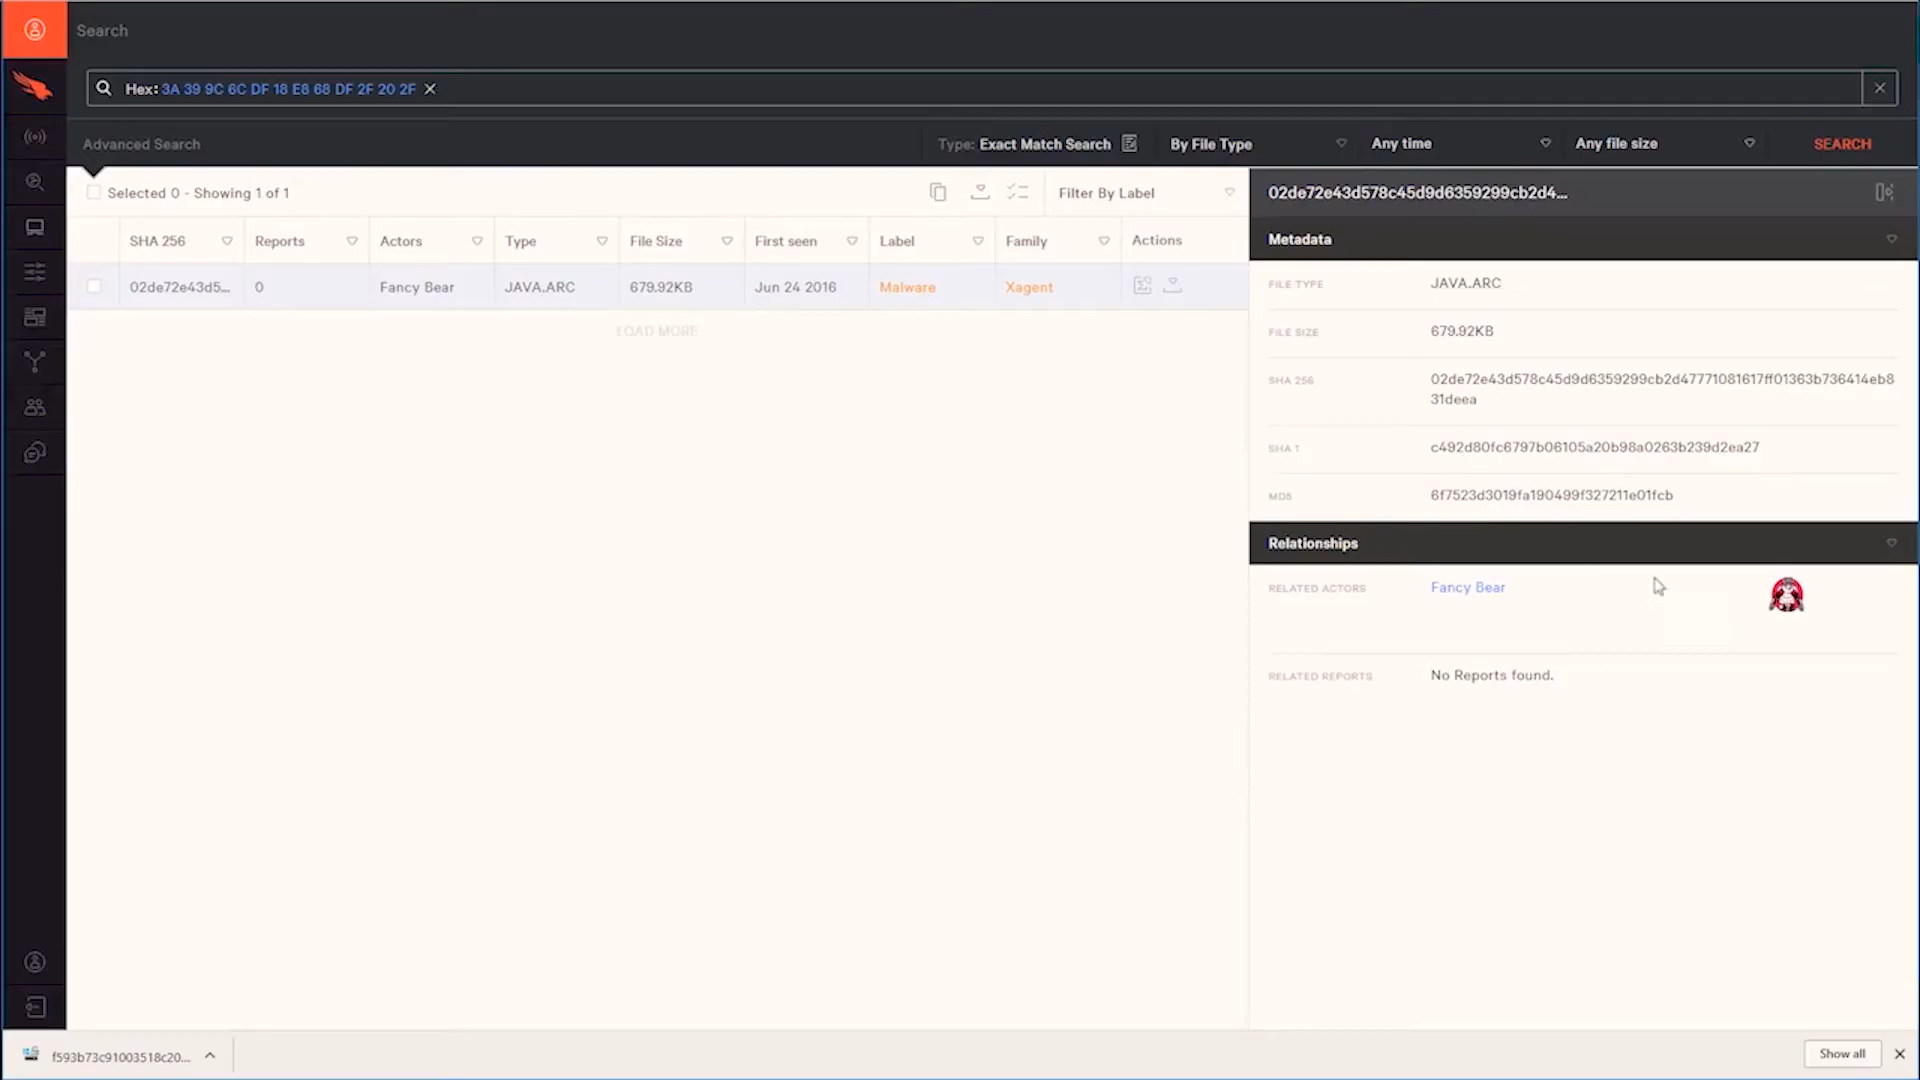 Search
Hex: 3A 39 9C 6C DF 18 E8 68 DF 2F 20 2F
Advanced Search
Type: Exact Match Search
By File Type
Any time
Any file size
SEARCH
Selected 0 - Showing 1 of 1
Filter By Label
SHA 256 Reports Actors Type File Size First seen Label Family Actions
02de72e43d5... 0 Fancy Bear JAVA.ARC 679.92KB Jun 24 2016 Malware Xagent
LOAD MORE
02de72e43d578c45d9d6359299cb2d4...
Metadata
FILE TYPE JAVA.ARC
FILE SIZE 679.92KB
SHA 256 02de72e43d578c45d9d6359299cb2d47771081617ff01363b736414eb8
31deea
SHA 1 c492d80fc6797b06105a20b98a0263b239d2ea27
MD5 6f7523d3019fa190499f327211e01fcb
Relationships
RELATED ACTORS Fancy Bear
RELATED REPORTS No Reports found.
f593b73c91003518c20...
Show all